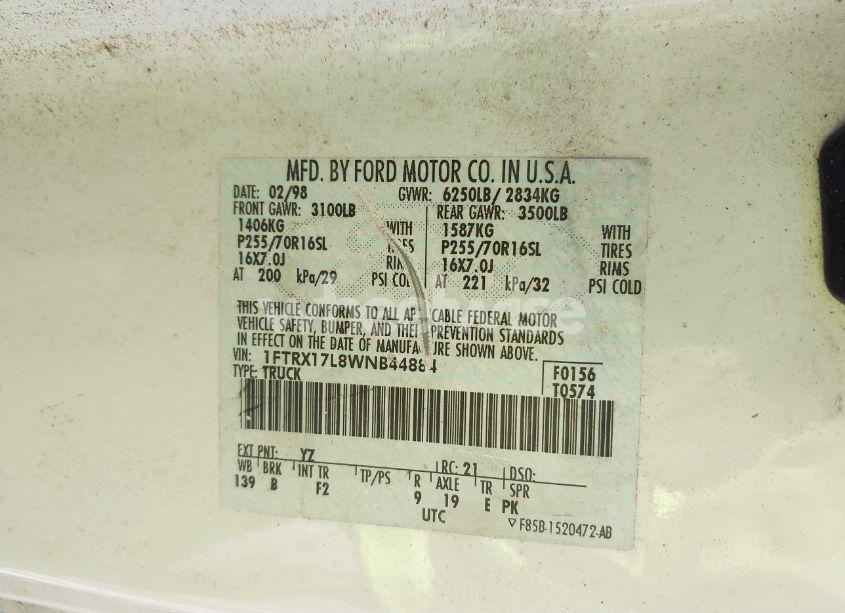 MFD. BY FORD MOTOR CO. IN U.S.A.
DATE: 02/98 GVWR: 6250LB/ 2834KG
FRONT GAWR: 3100LB REAR GAWR: 3500LB
1406KG WITH 1587KG WITH
P255/70R16SL TIRES P255/70R16SL TIRES
16X7.0J RIMS 16X7.0J RIMS
AT 200 kPa/29 PSI COLD AT 221 kPa/32 PSI COLD
THIS VEHICLE CONFORMS TO ALL AP CABLE FEDERAL MOTOR
VEHICLE SAFETY, BUMPER, AND THEFT PREVENTION STANDARDS
IN EFFECT ON THE DATE OF MANUFACTURE SHOWN ABOVE.
VIN: 1FTRX17L8WNB44884
TYPE: TRUCK
F0156
T0574
EXT PNT: YZ RC: 21 DSO:
WB BRK INT TR TP/PS R AXLE TR SPR
139 B F2 9 19 E PK
UTC
F85B-1520472-AB